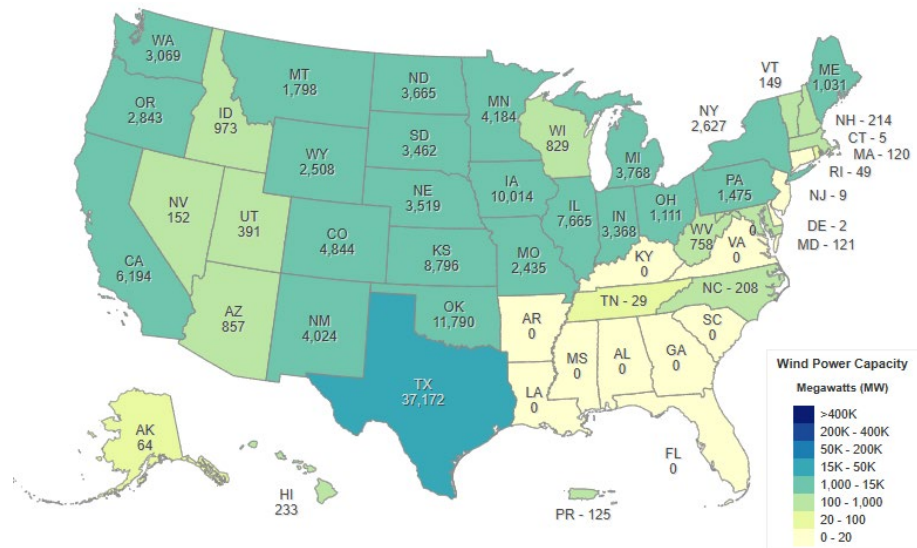 WA
3,069
MT
1,798
ND
3,665
MN
4,184
VT
149
ME
1,031
OR
2,843
ID
973
SD
3,462
WI
829
NY
2,627
NH - 214
CT - 5
MA - 120
RI - 49
WY
2,508
MI
3,768
NV
152
UT
391
NE
3,519
IA
10,014
IL
7,665
IN
3,368
OH
1,111
PA
1,475
NJ - 9
CO
4,844
WV
758
0
VA
0
DE - 2
MD - 121
CA
6,194
KS
8,796
MO
2,435
KY
0
AZ
857
NM
4,024
OK
11,790
AR
0
TN - 29
NC - 208
SC
0
TX
37,172
LA
0
MS
0
AL
0
GA
0
FL
0
AK
64
HI
233
PR - 125
Wind Power Capacity
Megawatts (MW)
>400K
200K - 400K
50K - 200K
15K - 50K
1,000 - 15K
100 - 1,000
20 - 100
0 - 20